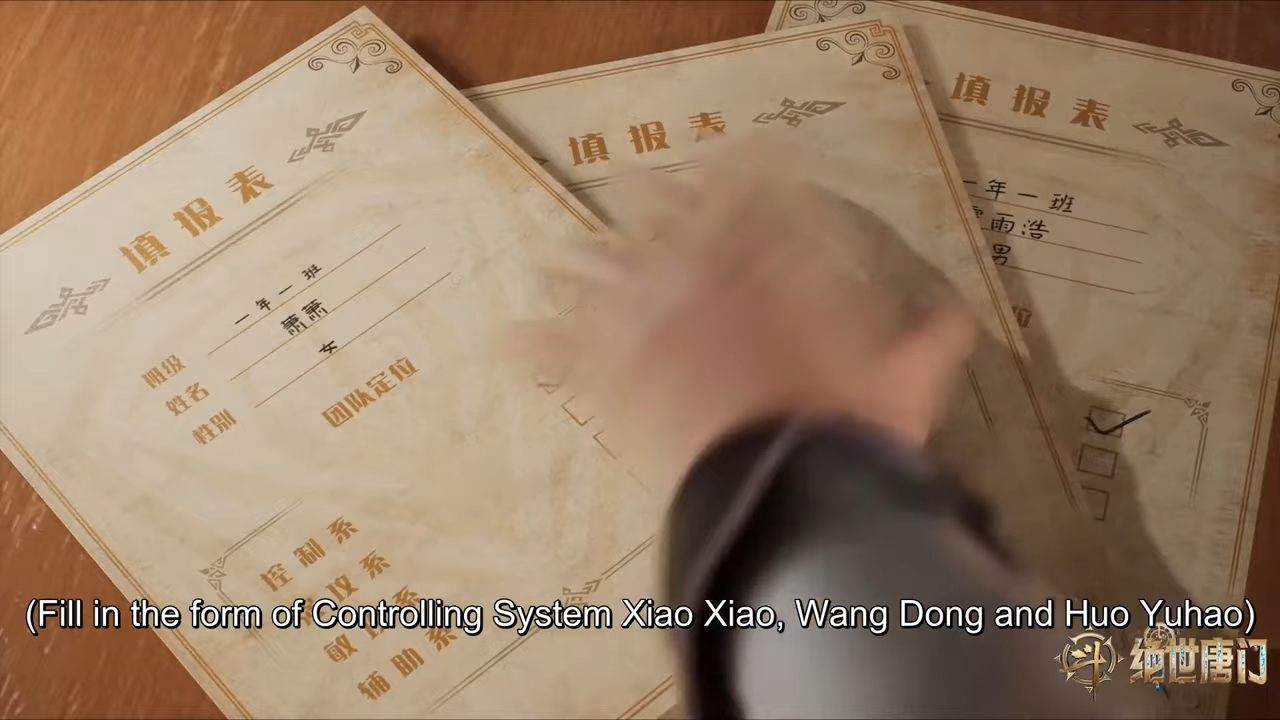 填报表
一年一班
萧萧
女
班级
姓名
性别
团队定位
控制系
攻系
敏攻系
辅助系
填报表
填报表
一年一班
雨浩
男
位
(Fill in the form of Controlling System Xiao Xiao, Wang Dong and Huo Yuhao)
斗 绝世唐门